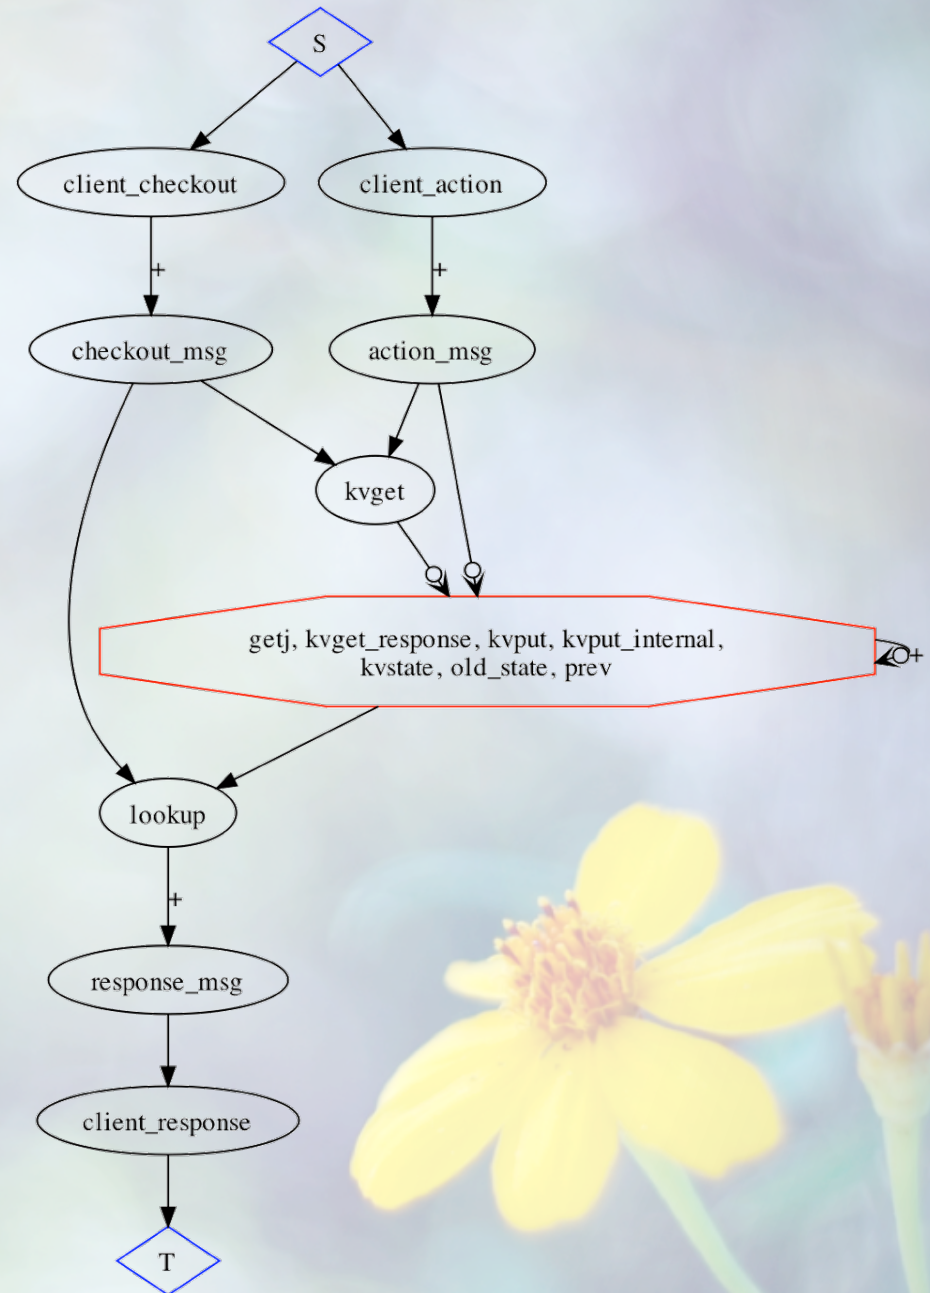 S
client_checkout
client_action
+
+
checkout_msg
action_msg
kvget
getj, kvget_response, kvput, kvput_internal,
kvstate, old_state, prev
+
lookup
+
response_msg
client_response
T